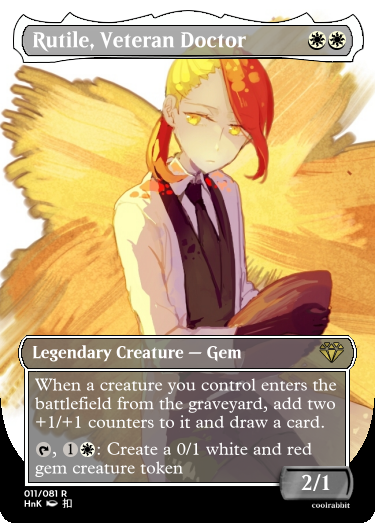 Rutile, Veteran Doctor
Legendary Creature — Gem
When a creature you control enters the
battlefield from the graveyard, add two
+1/+1 counters to it and draw a card.
, 1 : Create a 0/1 white and red
gem creature token
2/1
011/081 R
HnK 扣
coolrabbit